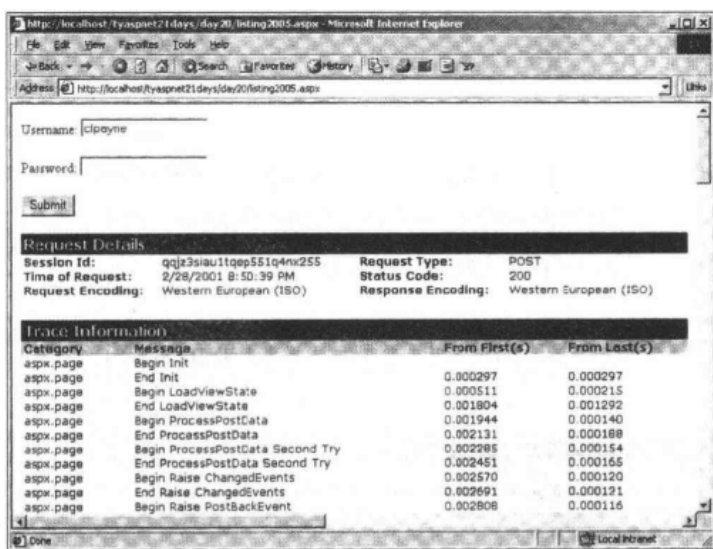 http://localhost/tyaspnet21days/day20/listing2005.aspx - Microsoft Internet Explorer
File Edit View Favorites Tools Help
Back Search Favorites History
Address http://localhost/tyaspnet21days/day20/listing2005.aspx Links
Username: clpayne
Password:
Submit
Request Details
Session Id: qqjz3siau1tqep551q4nx255 Request Type: POST
Time of Request: 2/28/2001 8:50:39 PM Status Code: 200
Request Encoding: Western European (ISO) Response Encoding: Western European (ISO)
Trace Information
Category Message From First(s) From Last(s)
aspx.page Begin Init
aspx.page End Init 0.000297 0.000297
aspx.page Begin LoadViewState 0.000511 0.000215
aspx.page End LoadViewState 0.001804 0.001292
aspx.page Begin ProcessPostData 0.001944 0.000140
aspx.page End ProcessPostData 0.002131 0.000188
aspx.page Begin ProcessPostData Second Try 0.002285 0.000154
aspx.page End ProcessPostData Second Try 0.002451 0.000165
aspx.page Begin Raise ChangedEvents 0.002570 0.000120
aspx.page End Raise ChangedEvents 0.002691 0.000121
aspx.page Begin Raise PostBackEvent 0.002808 0.000116
Done Local intranet